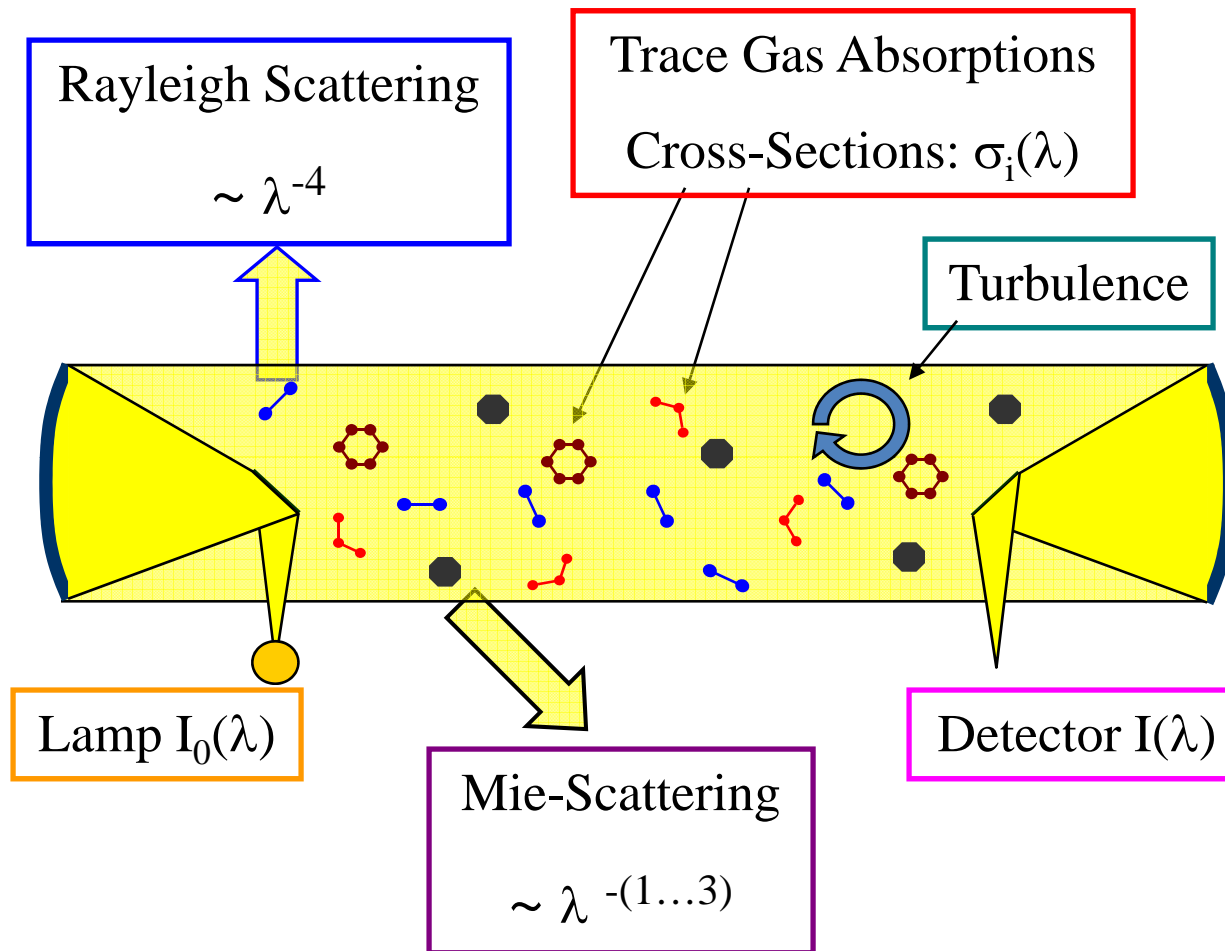 Rayleigh Scattering
~ λ⁻⁴
Trace Gas Absorptions
Cross-Sections: σᵢ(λ)
Turbulence
Lamp I₀(λ)
Detector I(λ)
Mie-Scattering
~ λ ⁻⁽¹…³⁾